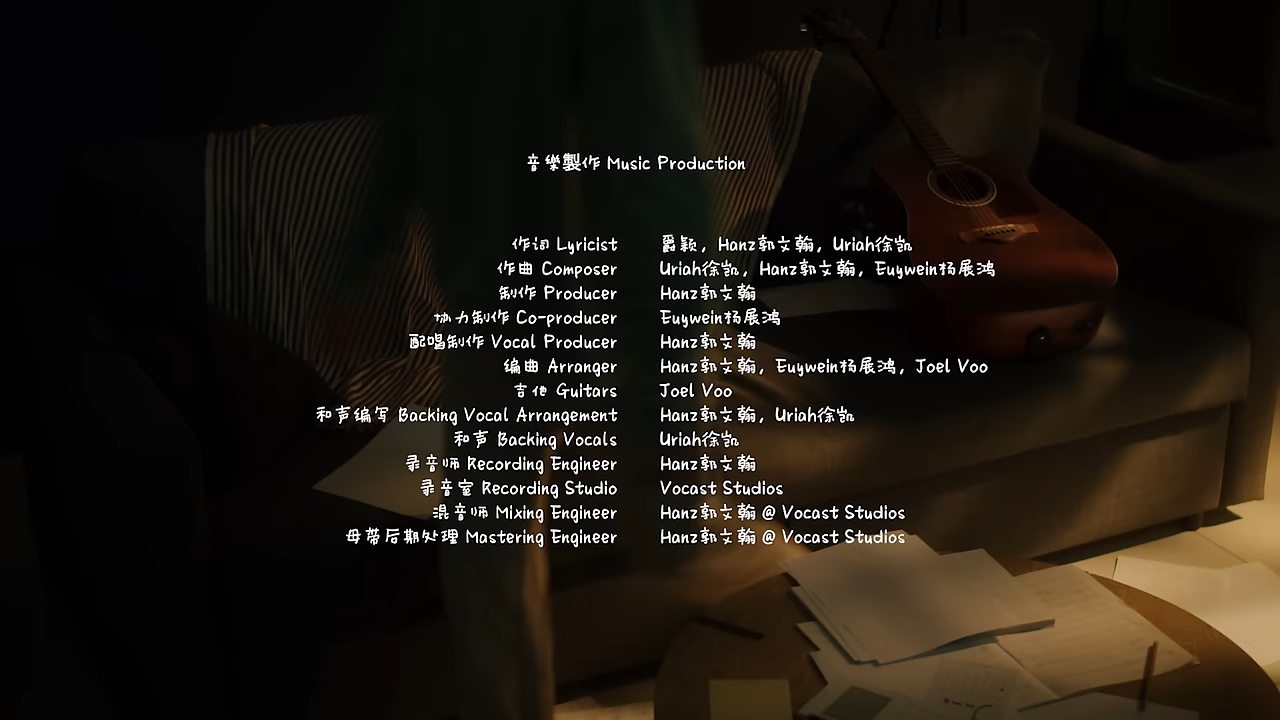 音樂製作 Music Production
作词 Lyricist 爵颖, Hanz郭文翰, Uriah徐凯
作曲 Composer Uriah徐凯, Hanz郭文翰, Euywein杨展鸿
制作 Producer Hanz郭文翰
协力制作 Co-producer Euywein杨展鸿
配唱制作 Vocal Producer Hanz郭文翰
编曲 Arranger Hanz郭文翰, Euywein杨展鸿, Joel Voo
吉他 Guitars Joel Voo
和声编写 Backing Vocal Arrangement Hanz郭文翰, Uriah徐凯
和声 Backing Vocals Uriah徐凯
录音师 Recording Engineer Hanz郭文翰
录音室 Recording Studio Vocast Studios
混音师 Mixing Engineer Hanz郭文翰 @ Vocast Studios
母带后期处理 Mastering Engineer Hanz郭文翰 @ Vocast Studios